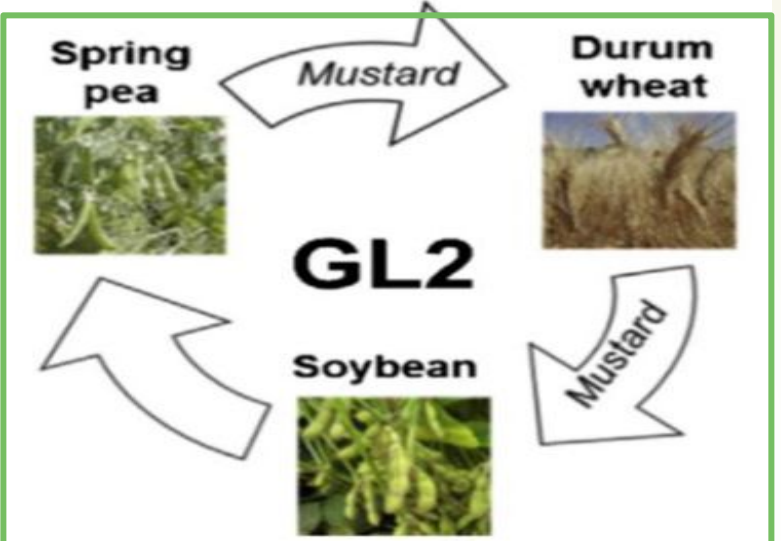 Spring
pea
Mustard
Durum
wheat
GL2
Soybean
Mustard